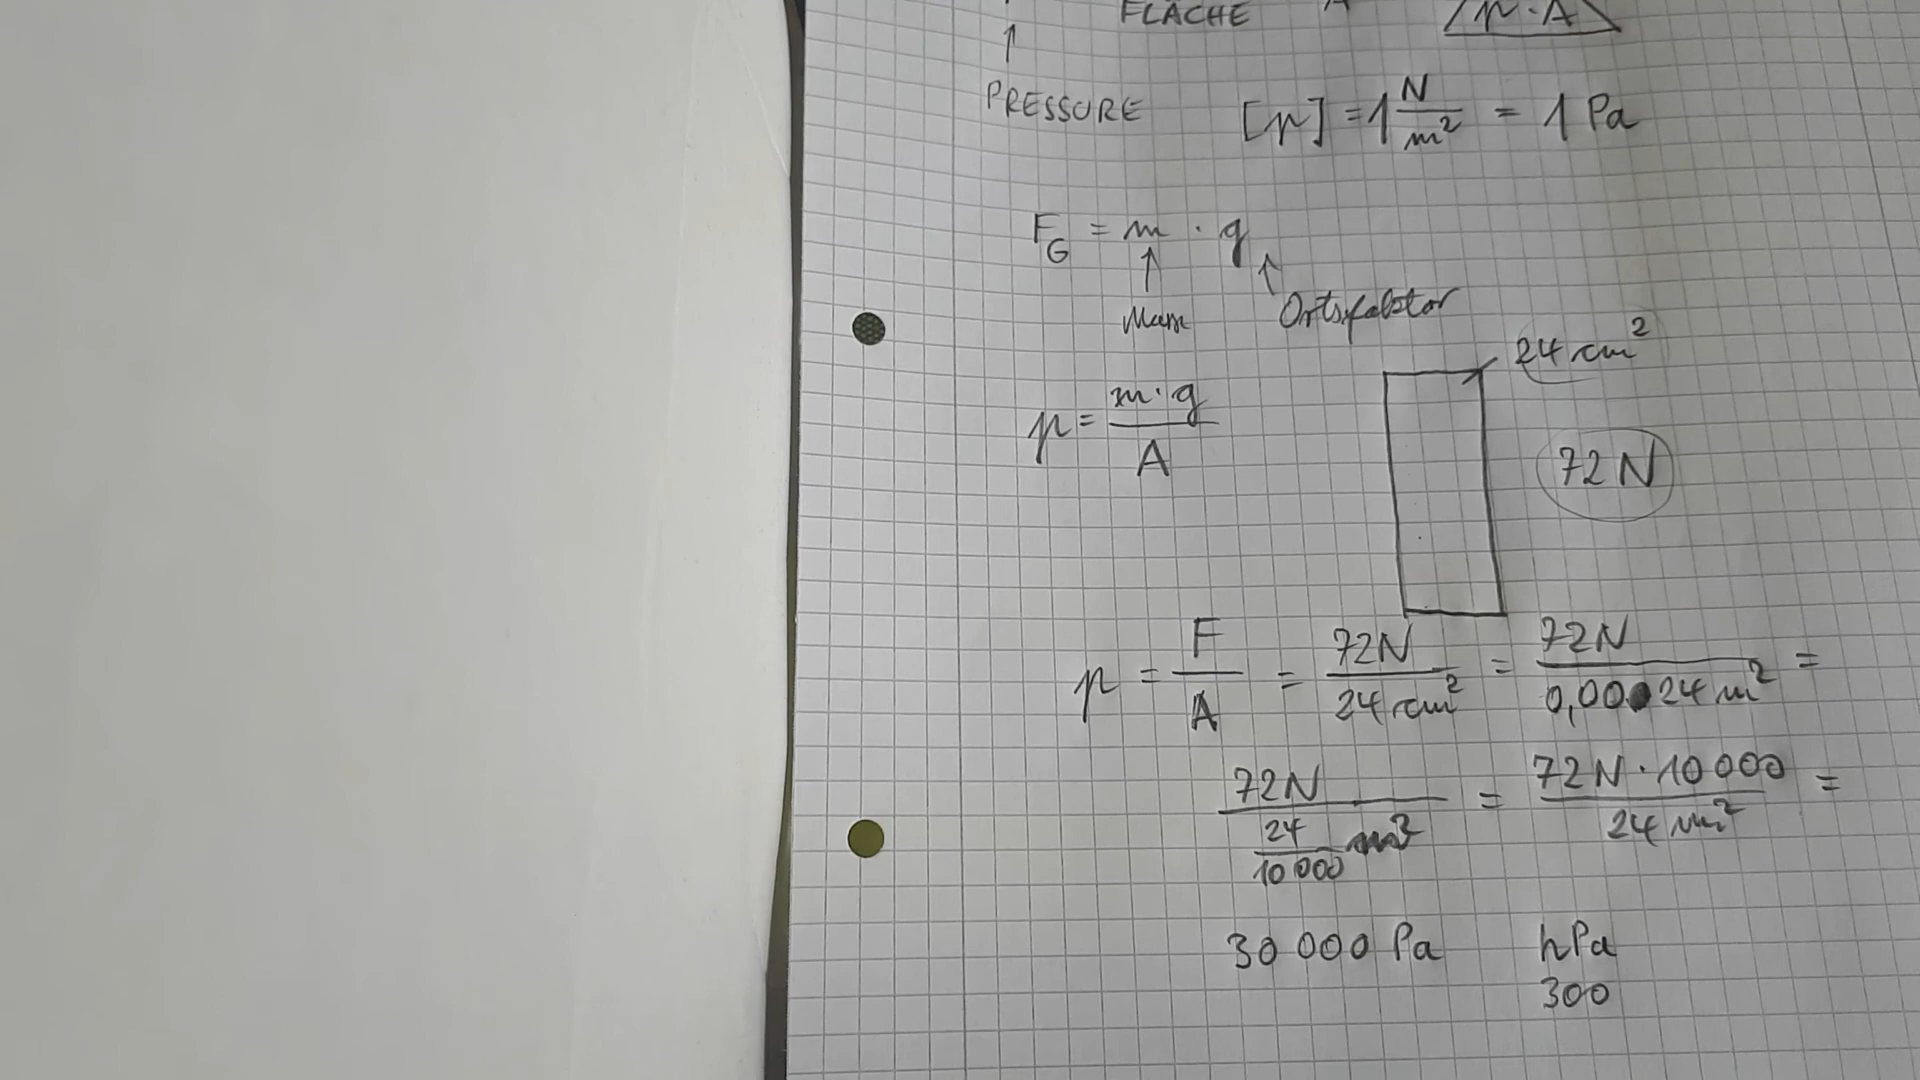 FLÄCHE A p·A
↑
PRESSURE [p] = 1 N/m² = 1 Pa
F_G = m · g
↑ ↑
Masse Ortsfaktor
24 cm²
p = m·g/A
72 N
p = F/A = 72N/24 cm² = 72N/0,0024 m² =
72N/(24/10 000 m²) = 72N·10 000/24 m² =
30 000 Pa hPa
300